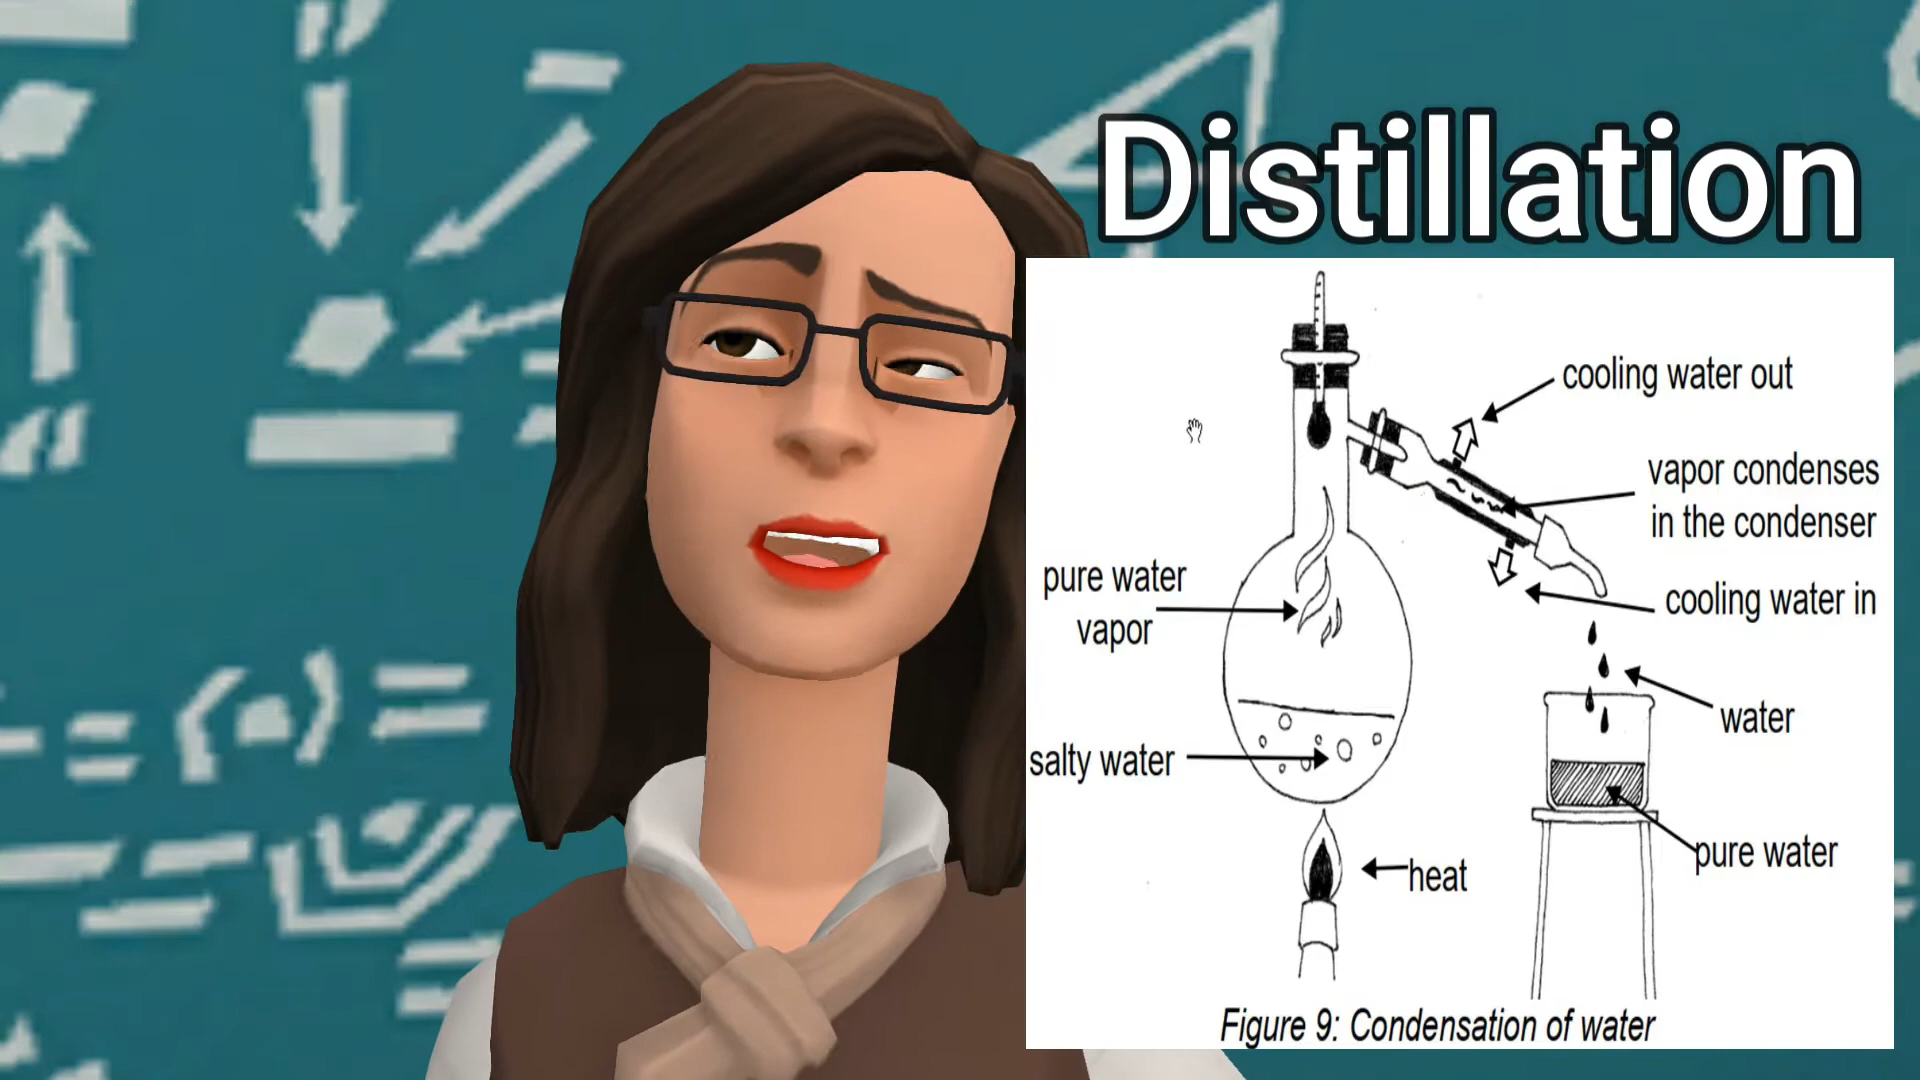 Distillation
cooling water out
vapor condenses
in the condenser
pure water
vapor
cooling water in
water
salty water
pure water
heat
Figure 9: Condensation of water